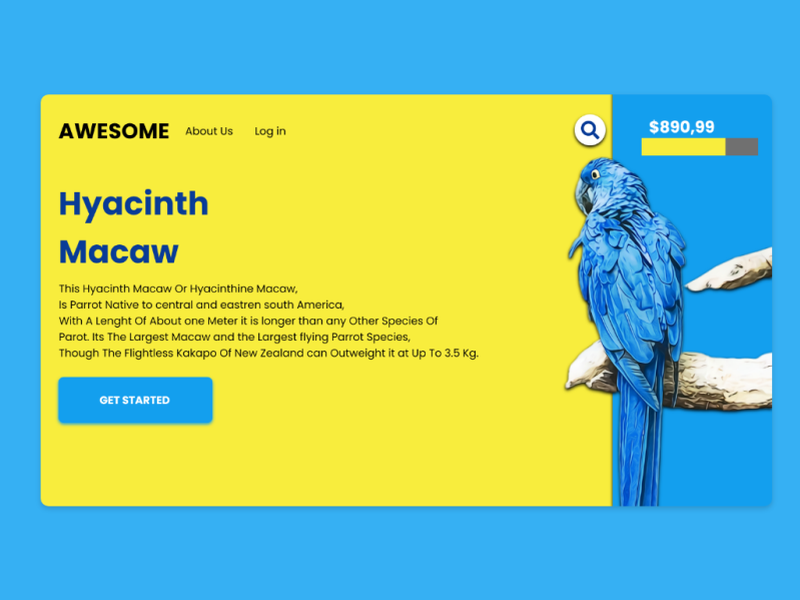 AWESOME About Us Log in
$890,99
Hyacinth
Macaw
This Hyacinth Macaw Or Hyacinthine Macaw,
Is Parrot Native to central and eastren south America,
With A Lenght Of About one Meter it is longer than any Other Species Of
Parot. Its The Largest Macaw and the Largest flying Parrot Species,
Though The Flightless Kakapo Of New Zealand can Outweight it at Up To 3.5 Kg.
GET STARTED